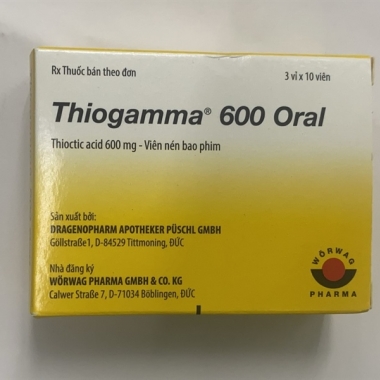 Rx Thuốc bán theo đơn
3 vỉ x 10 viên
Thiogamma® 600 Oral
Thioctic acid 600 mg - Viên nén bao phim
Sản xuất bởi:
DRAGENOPHARM APOTHEKER PÜSCHL GMBH
Göllstraße1, D-84529 Tittmoning, ĐỨC
Nhà đăng ký
WÖRWAG PHARMA GMBH & CO. KG
Calwer Straße 7, D-71034 Böblingen, ĐỨC
WÖRWAG
PHARMA